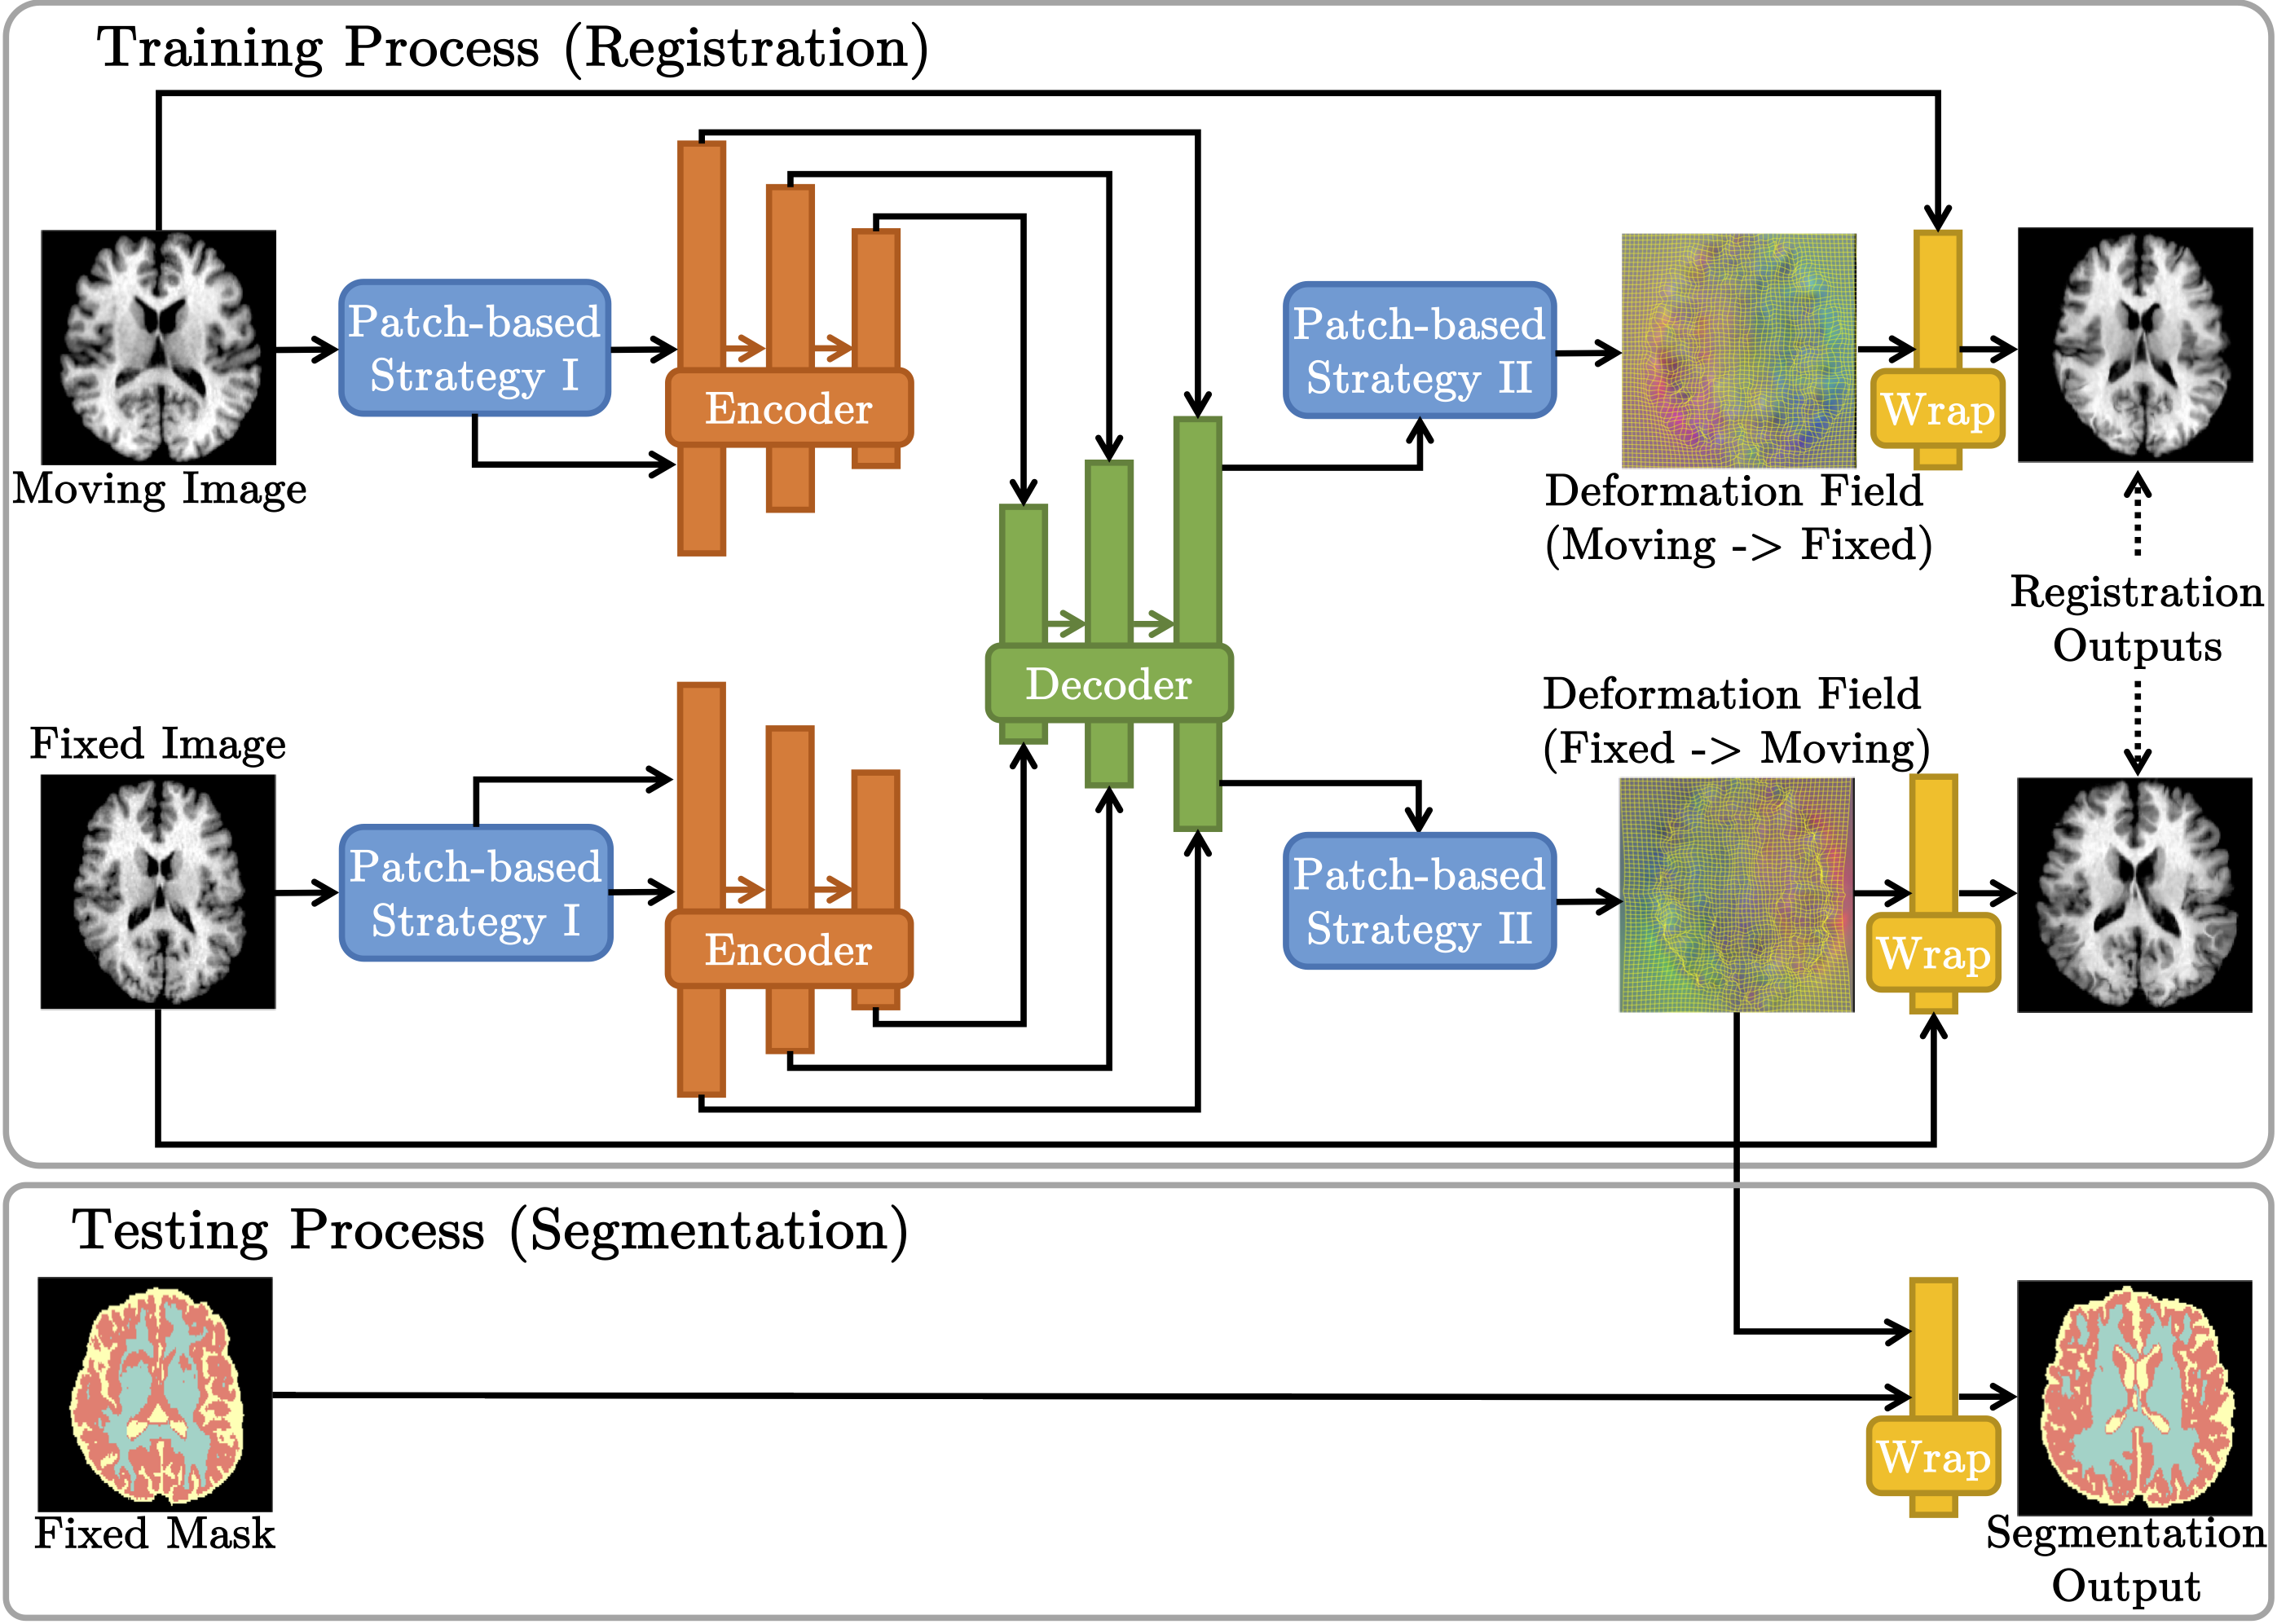 Training Process (Registration)
Patch-based
Strategy I
Encoder
Moving Image
Patch-based
Strategy II
Wrap
Deformation Field
(Moving -> Fixed)
Registration
Outputs
Decoder
Fixed Image
Patch-based
Strategy I
Encoder
Deformation Field
(Fixed -> Moving)
Patch-based
Strategy II
Wrap
Testing Process (Segmentation)
Fixed Mask
Wrap
Segmentation
Output